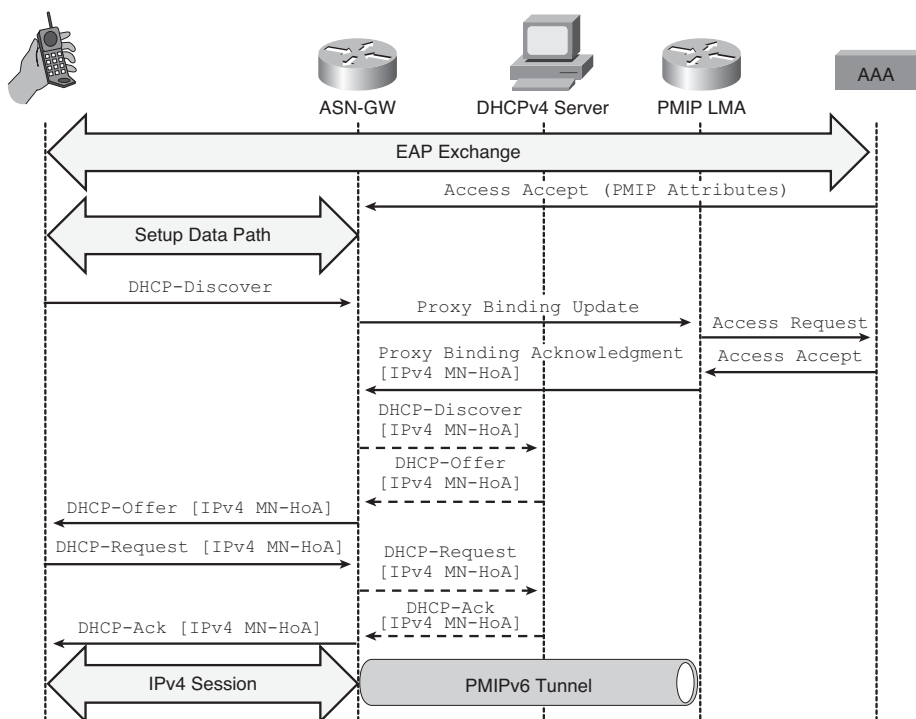 ASN-GW
DHCPv4 Server
PMIP LMA
AAA
EAP Exchange
Access Accept (PMIP Attributes)
Setup Data Path
DHCP-Discover
Proxy Binding Update
Access Request
Proxy Binding Acknowledgment
[IPv4 MN-HoA]
Access Accept
DHCP-Discover
[IPv4 MN-HoA]
DHCP-Offer
[IPv4 MN-HoA]
DHCP-Offer [IPv4 MN-HoA]
DHCP-Request [IPv4 MN-HoA]
DHCP-Request
[IPv4 MN-HoA]
DHCP-Ack
[IPv4 MN-HoA]
DHCP-Ack [IPv4 MN-HoA]
IPv4 Session
PMIPv6 Tunnel